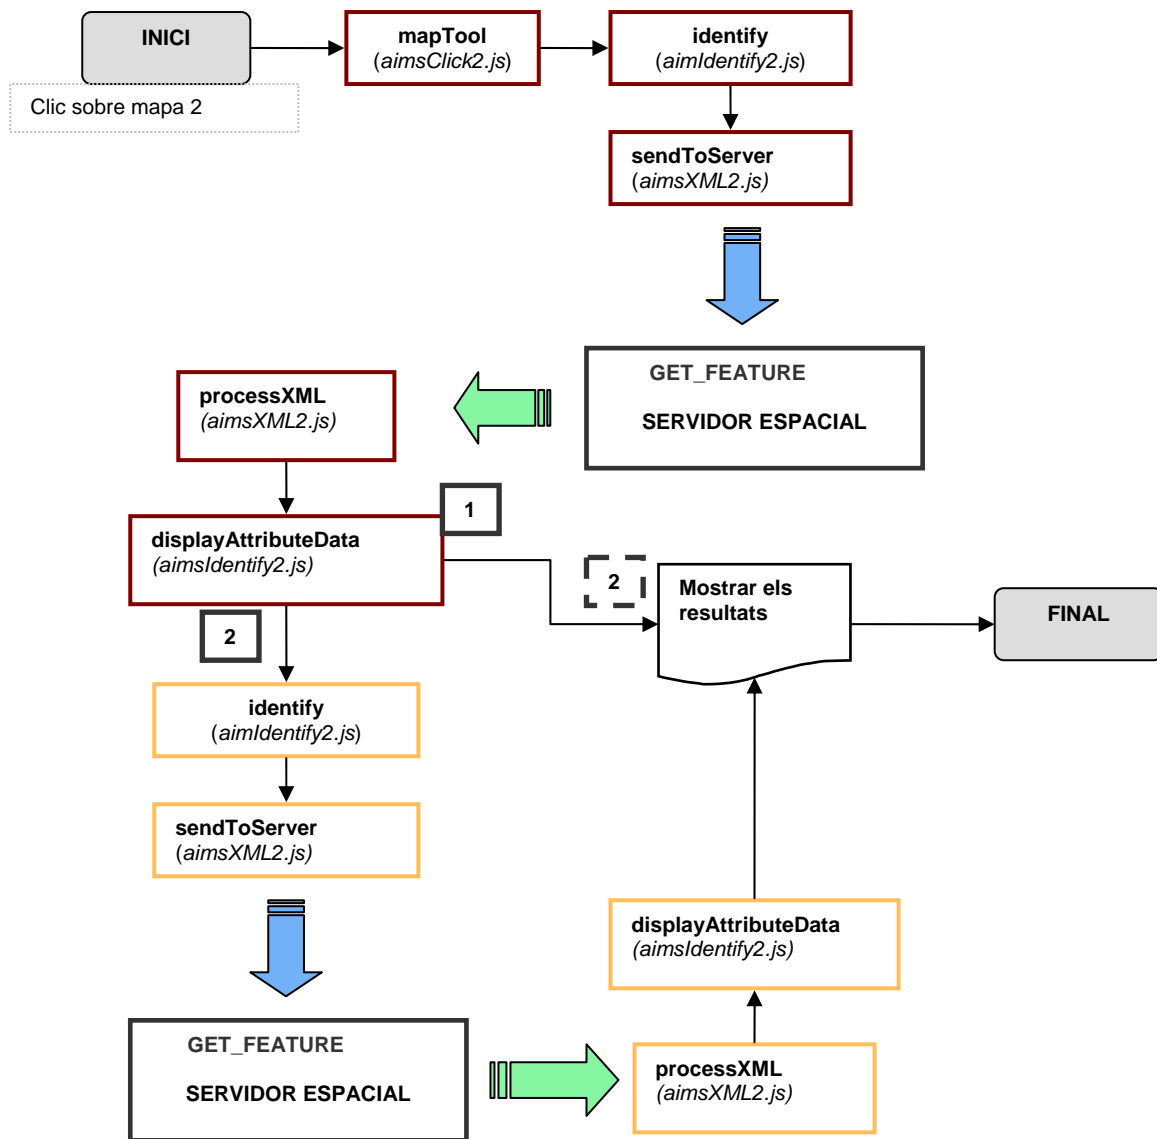 INICI
Clic sobre mapa 2
mapTool
(aimsClick2.js)
identify
(aimIdentify2.js)
sendToServer
(aimsXML2.js)
GET_FEATURE
SERVIDOR ESPACIAL
processXML
(aimsXML2.js)
displayAttributeData
(aimsIdentify2.js)
1
2
2
Mostrar els
resultats
FINAL
identify
(aimIdentify2.js)
sendToServer
(aimsXML2.js)
GET_FEATURE
SERVIDOR ESPACIAL
processXML
(aimsXML2.js)
displayAttributeData
(aimsIdentify2.js)